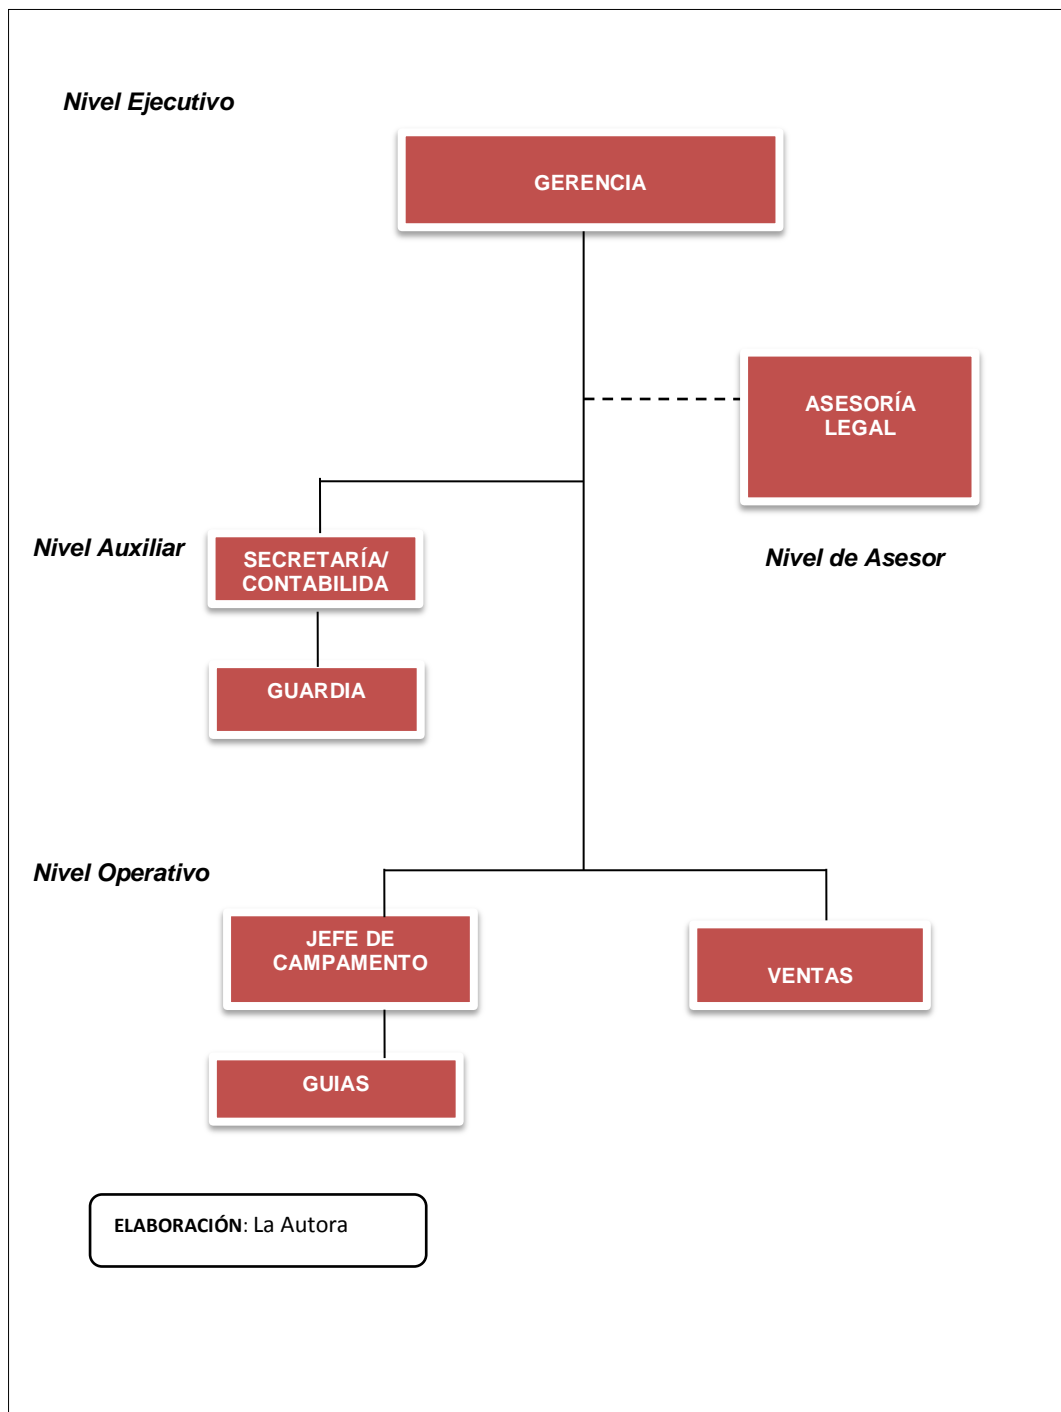 Nivel Ejecutivo
GERENCIA
ASESORÍA
LEGAL
Nivel Auxiliar
SECRETARÍA/
CONTABILIDA
Nivel de Asesor
GUARDIA
Nivel Operativo
JEFE DE
CAMPAMENTO
VENTAS
GUIAS
ELABORACIÓN: La Autora